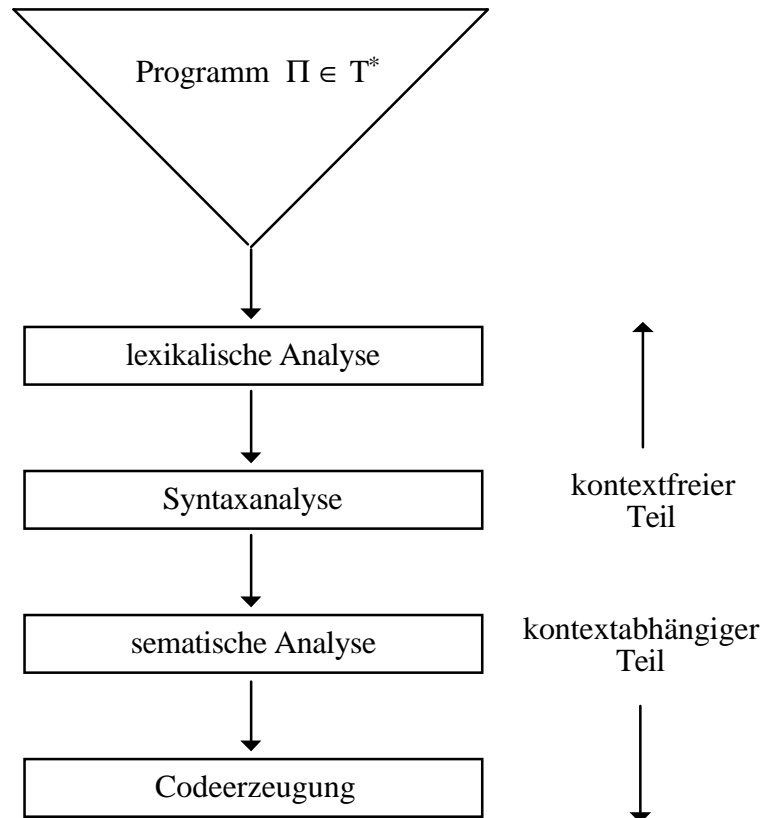 Programm Π ∈ T*
lexikalische Analyse
Syntaxanalyse
kontextfreier
Teil
sematische Analyse
kontextabhängiger
Teil
Codeerzeugung